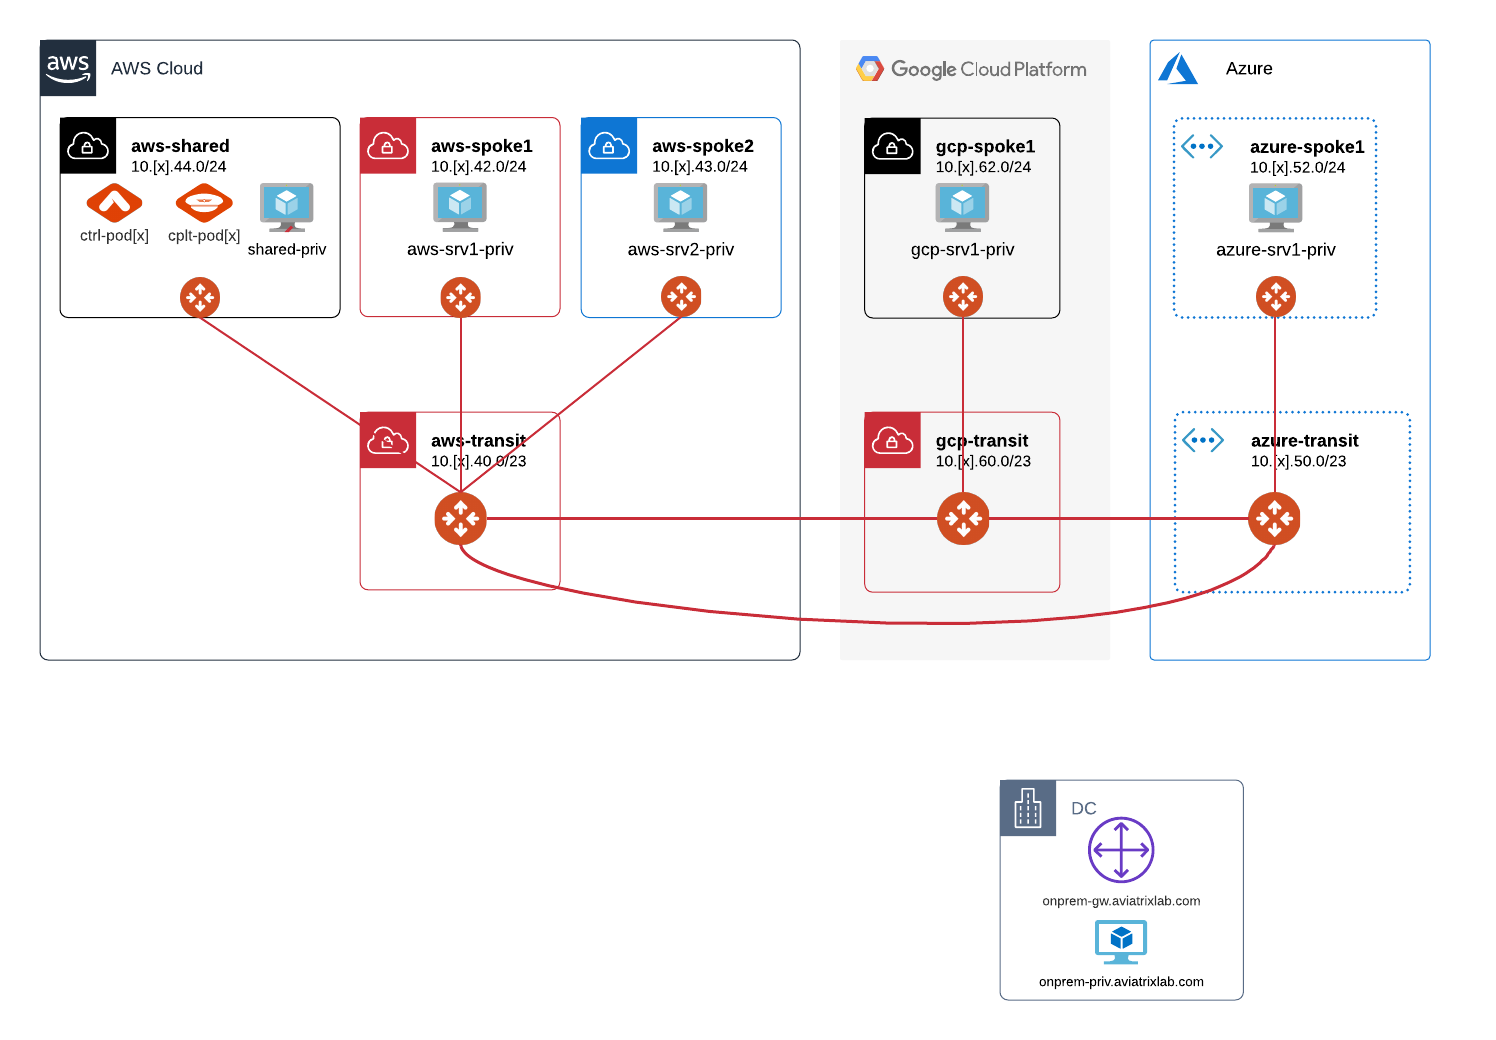 aws
AWS Cloud
Google Cloud Platform
Azure
aws-shared
10.[x].44.0/24
ctrl-pod[x]
cplt-pod[x]
shared-priv
aws-spoke1
10.[x].42.0/24
aws-srv1-priv
aws-spoke2
10.[x].43.0/24
aws-srv2-priv
gcp-spoke1
10.[x].62.0/24
gcp-srv1-priv
azure-spoke1
10.[x].52.0/24
azure-srv1-priv
aws-transit
10.[x].40.0/23
gcp-transit
10.[x].60.0/23
azure-transit
10.[x].50.0/23
DC
onprem-gw.aviatrixlab.com
onprem-priv.aviatrixlab.com